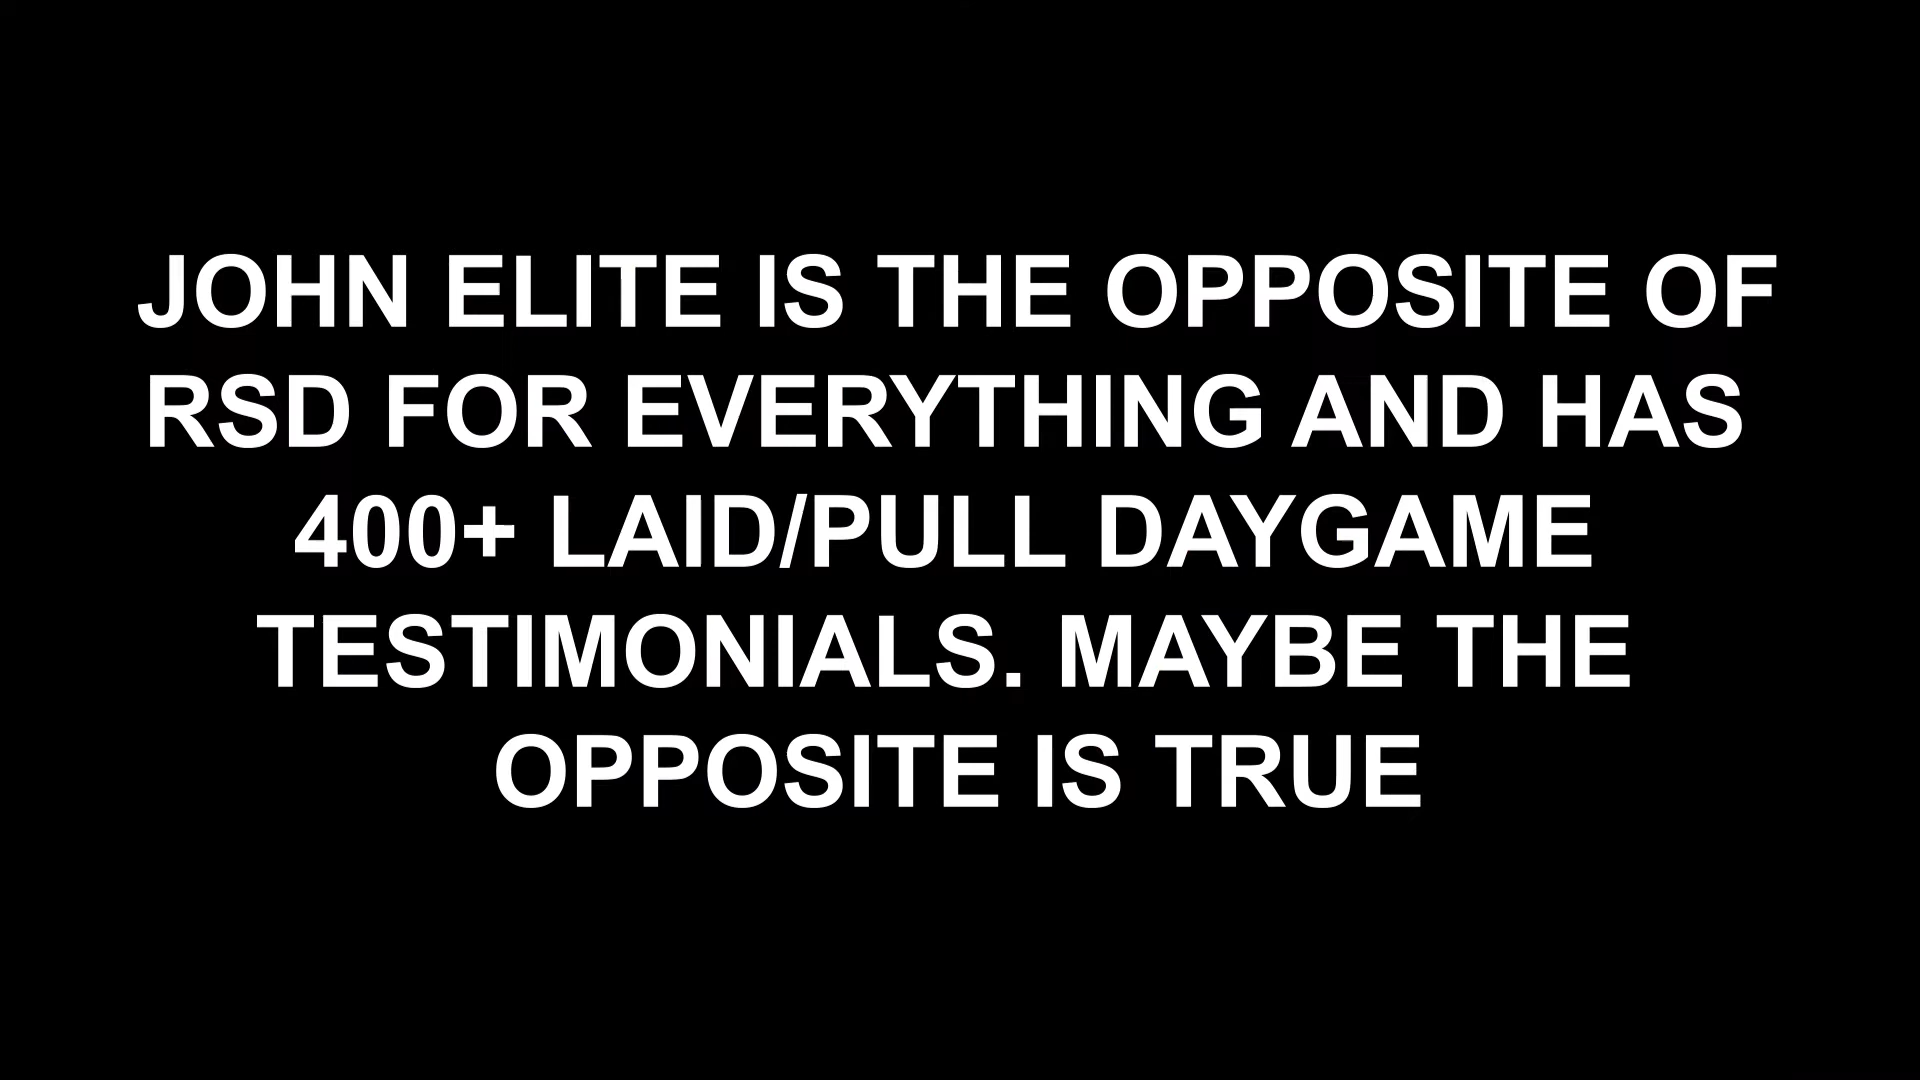 JOHN ELITE IS THE OPPOSITE OF
RSD FOR EVERYTHING AND HAS
400+ LAID/PULL DAYGAME
TESTIMONIALS. MAYBE THE
OPPOSITE IS TRUE